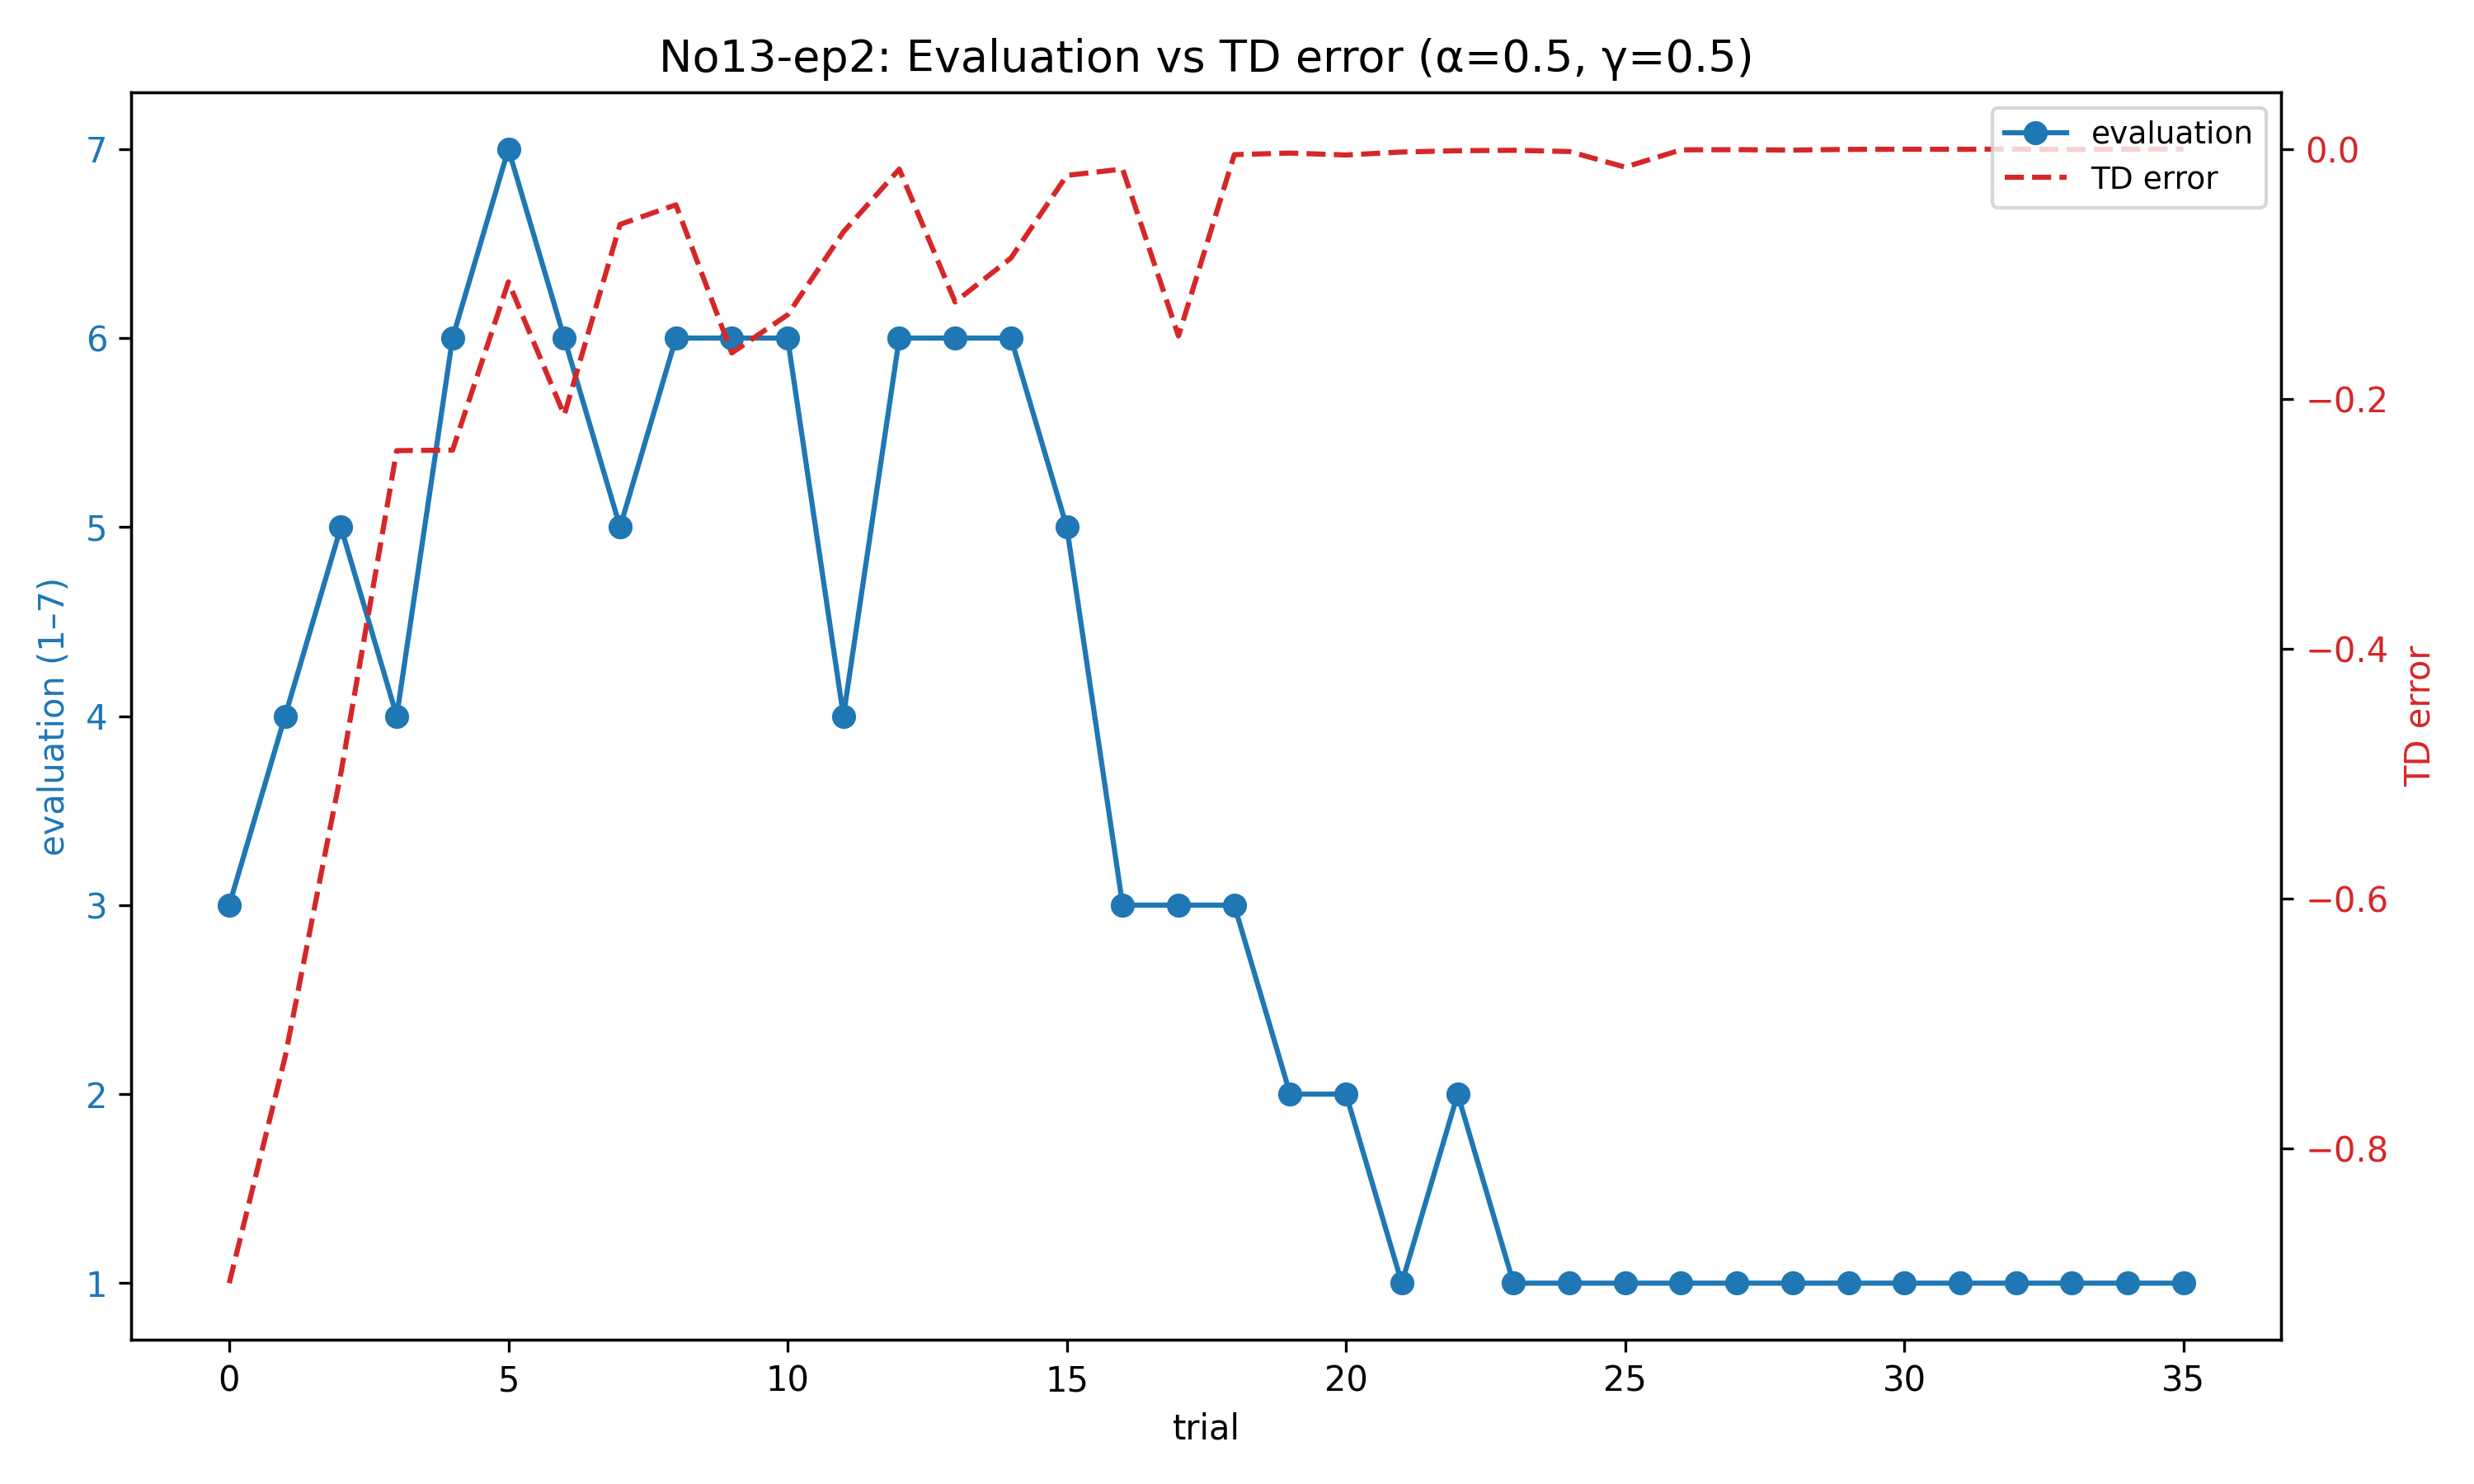 No13-ep2: Evaluation vs TD error (α=0.5, γ=0.5)
evaluation
TD error
7
6
5
4
3
2
1
evaluation (1–7)
0.0
−0.2
−0.4
−0.6
−0.8
TD error
0 5 10 15 20 25 30 35
trial